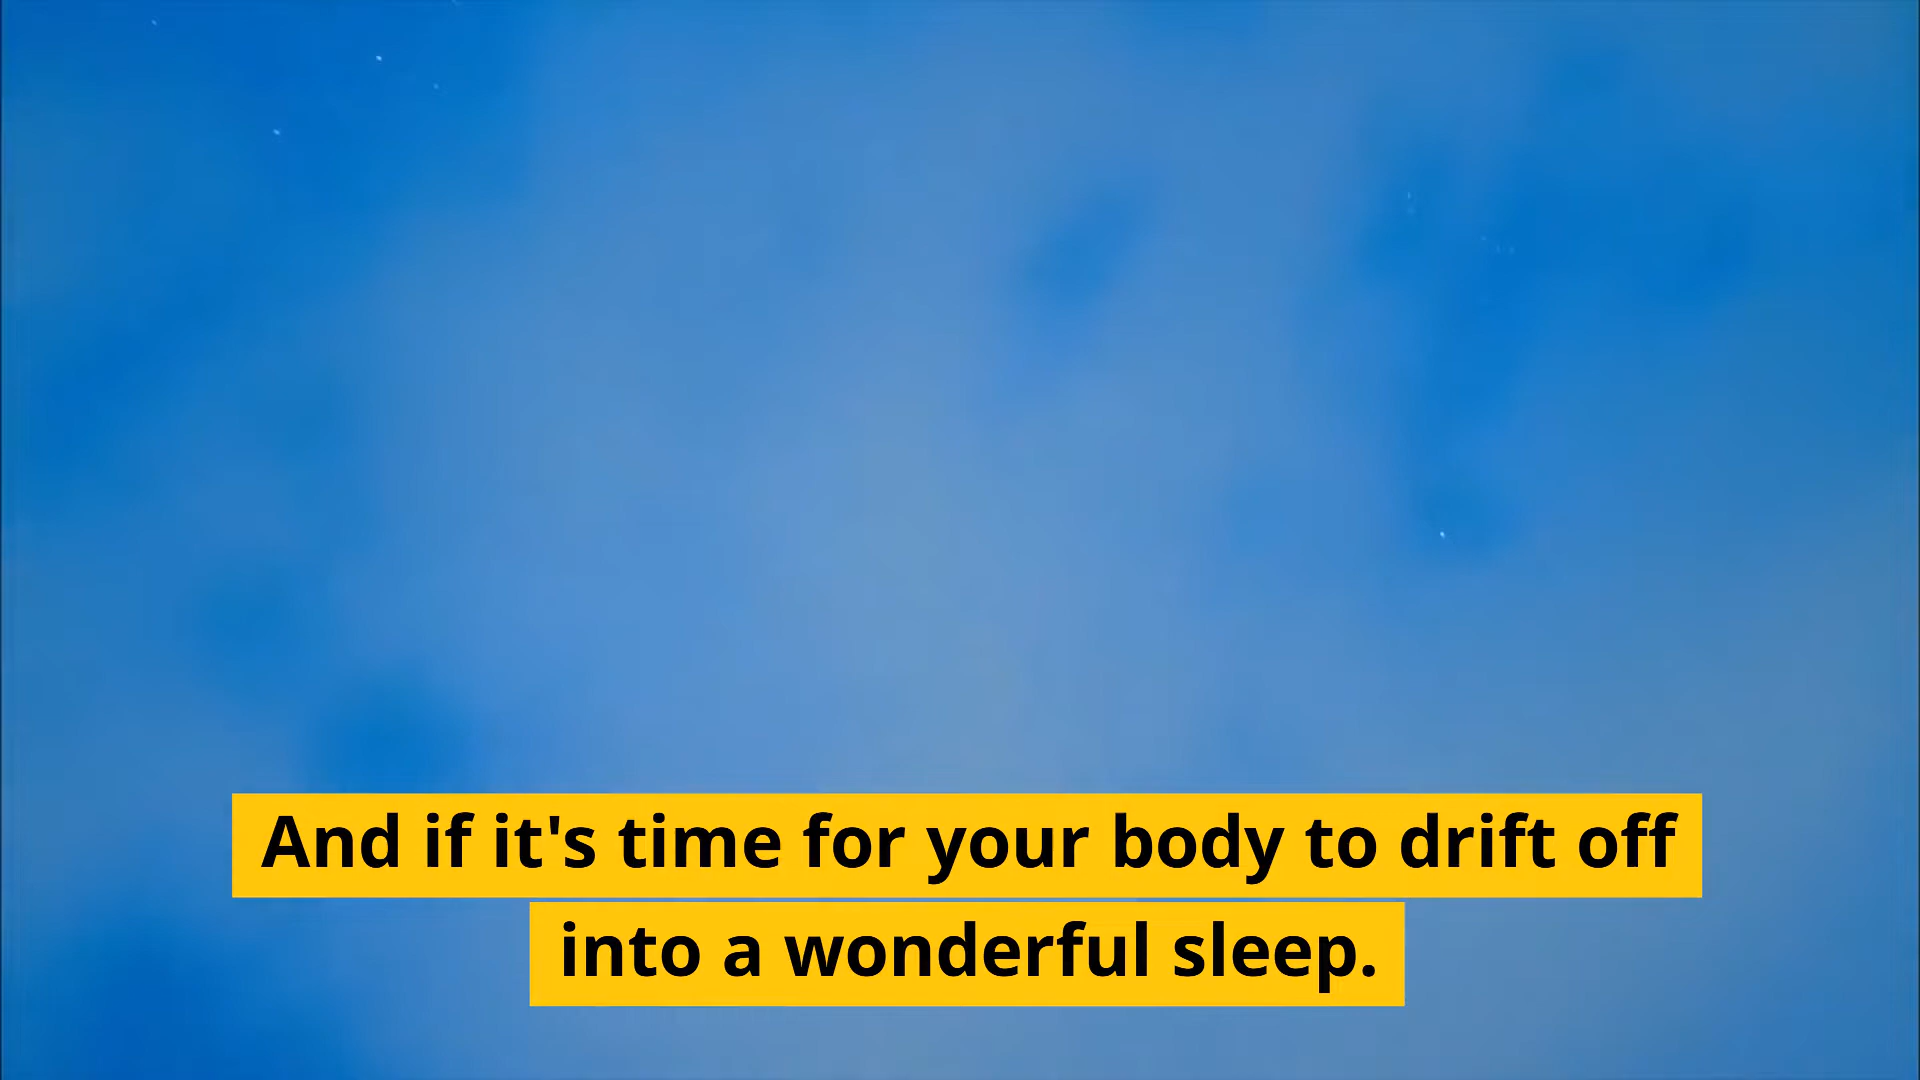 And if it's time for your body to drift off
into a wonderful sleep.